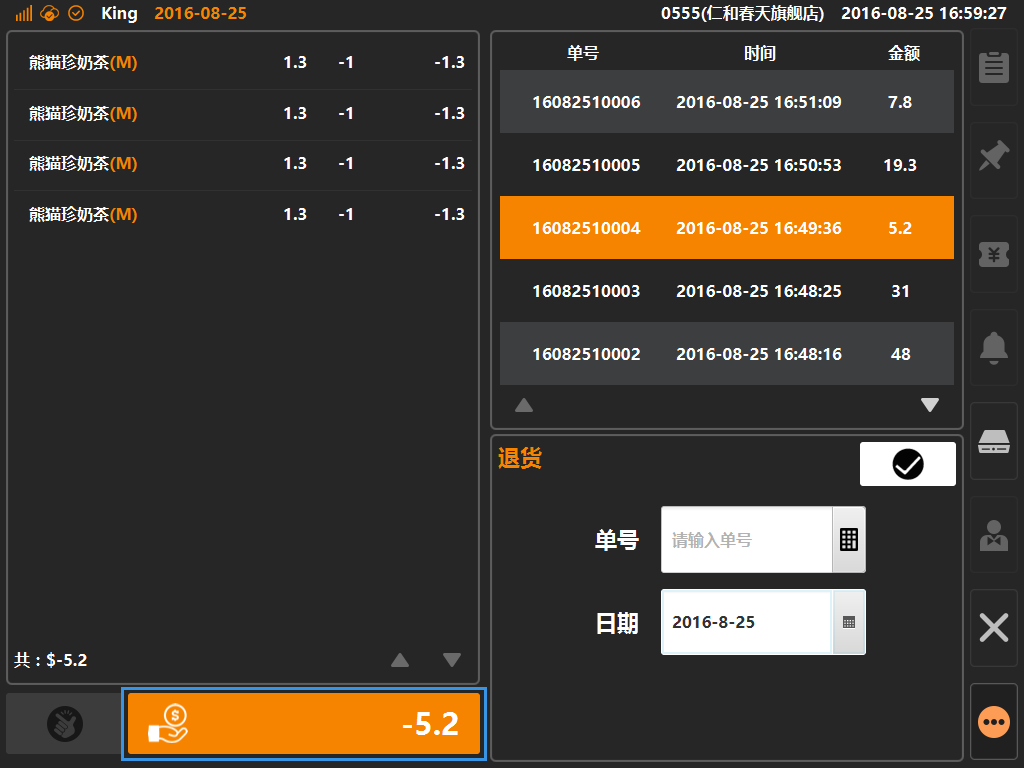 King 2016-08-25 0555(仁和春天旗舰店) 2016-08-25 16:59:27
熊猫珍奶茶(M) 1.3 -1 -1.3
熊猫珍奶茶(M) 1.3 -1 -1.3
熊猫珍奶茶(M) 1.3 -1 -1.3
熊猫珍奶茶(M) 1.3 -1 -1.3
共 : $-5.2
-5.2
单号 时间 金额
16082510006 2016-08-25 16:51:09 7.8
16082510005 2016-08-25 16:50:53 19.3
16082510004 2016-08-25 16:49:36 5.2
16082510003 2016-08-25 16:48:25 31
16082510002 2016-08-25 16:48:16 48
退货
单号 请输入单号
日期 2016-8-25